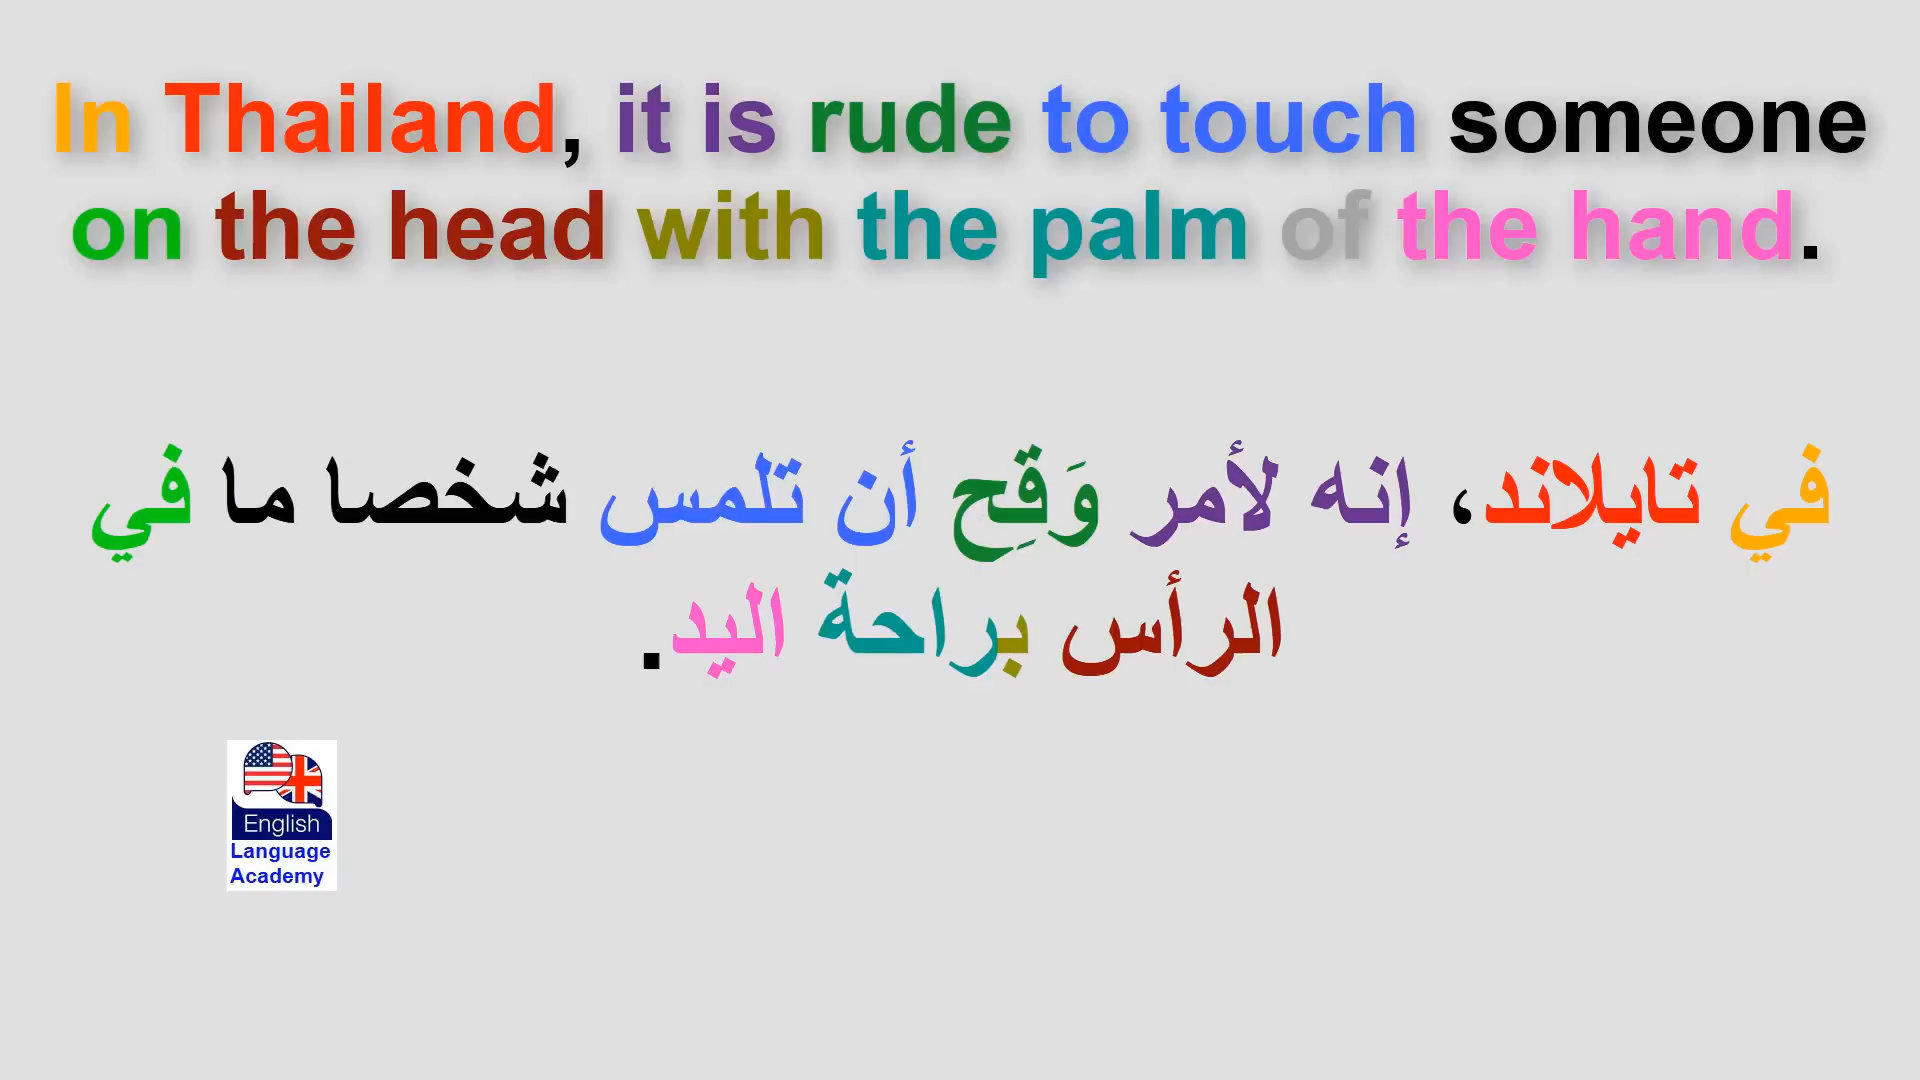 In Thailand, it is rude to touch someone
on the head with the palm of the hand.
في تايلاند، إنه لأمر وَقِح أن تلمس شخصا ما في
الرأس براحة اليد.
English
Language
Academy